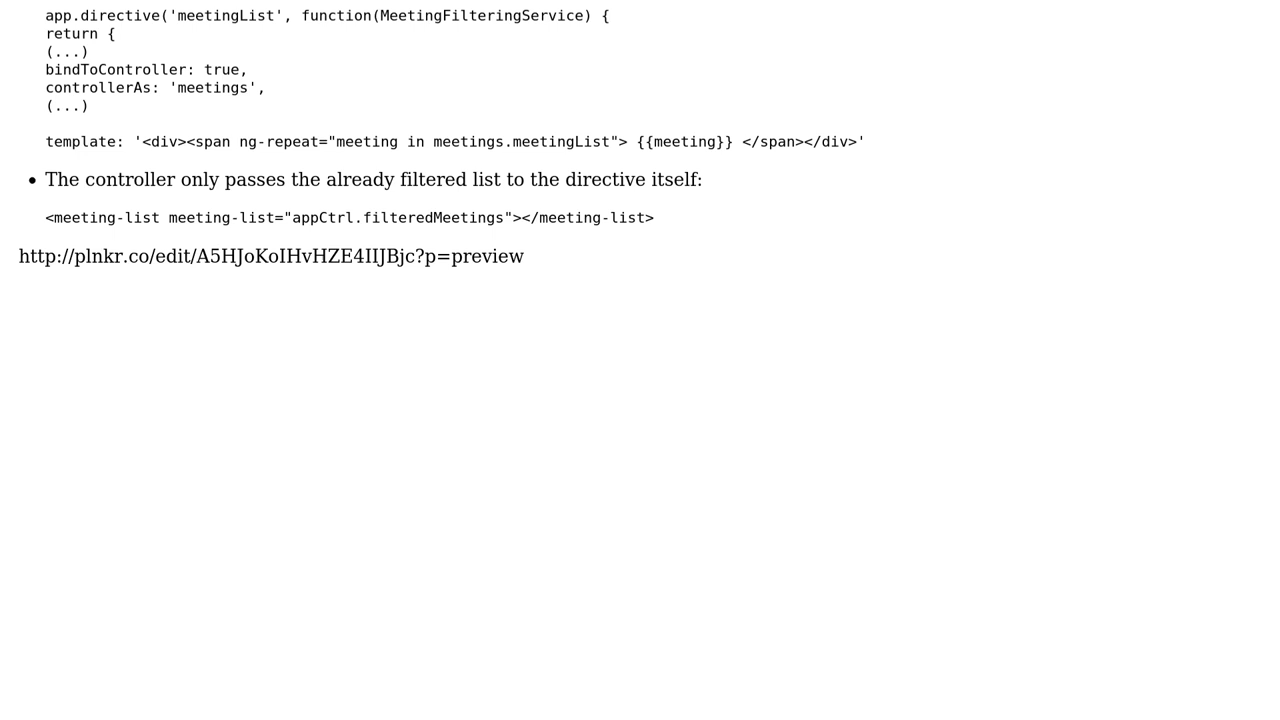 app.directive('meetingList', function(MeetingFilteringService) {
return {
(...)
bindToController: true,
controllerAs: 'meetings',
(...)
template: '<div><span ng-repeat="meeting in meetings.meetingList"> {{meeting}} </span></div>'
• The controller only passes the already filtered list to the directive itself:
<meeting-list meeting-list="appCtrl.filteredMeetings"></meeting-list>
http://plnkr.co/edit/A5HJoKoIHvHZE4IIJBjc?p=preview